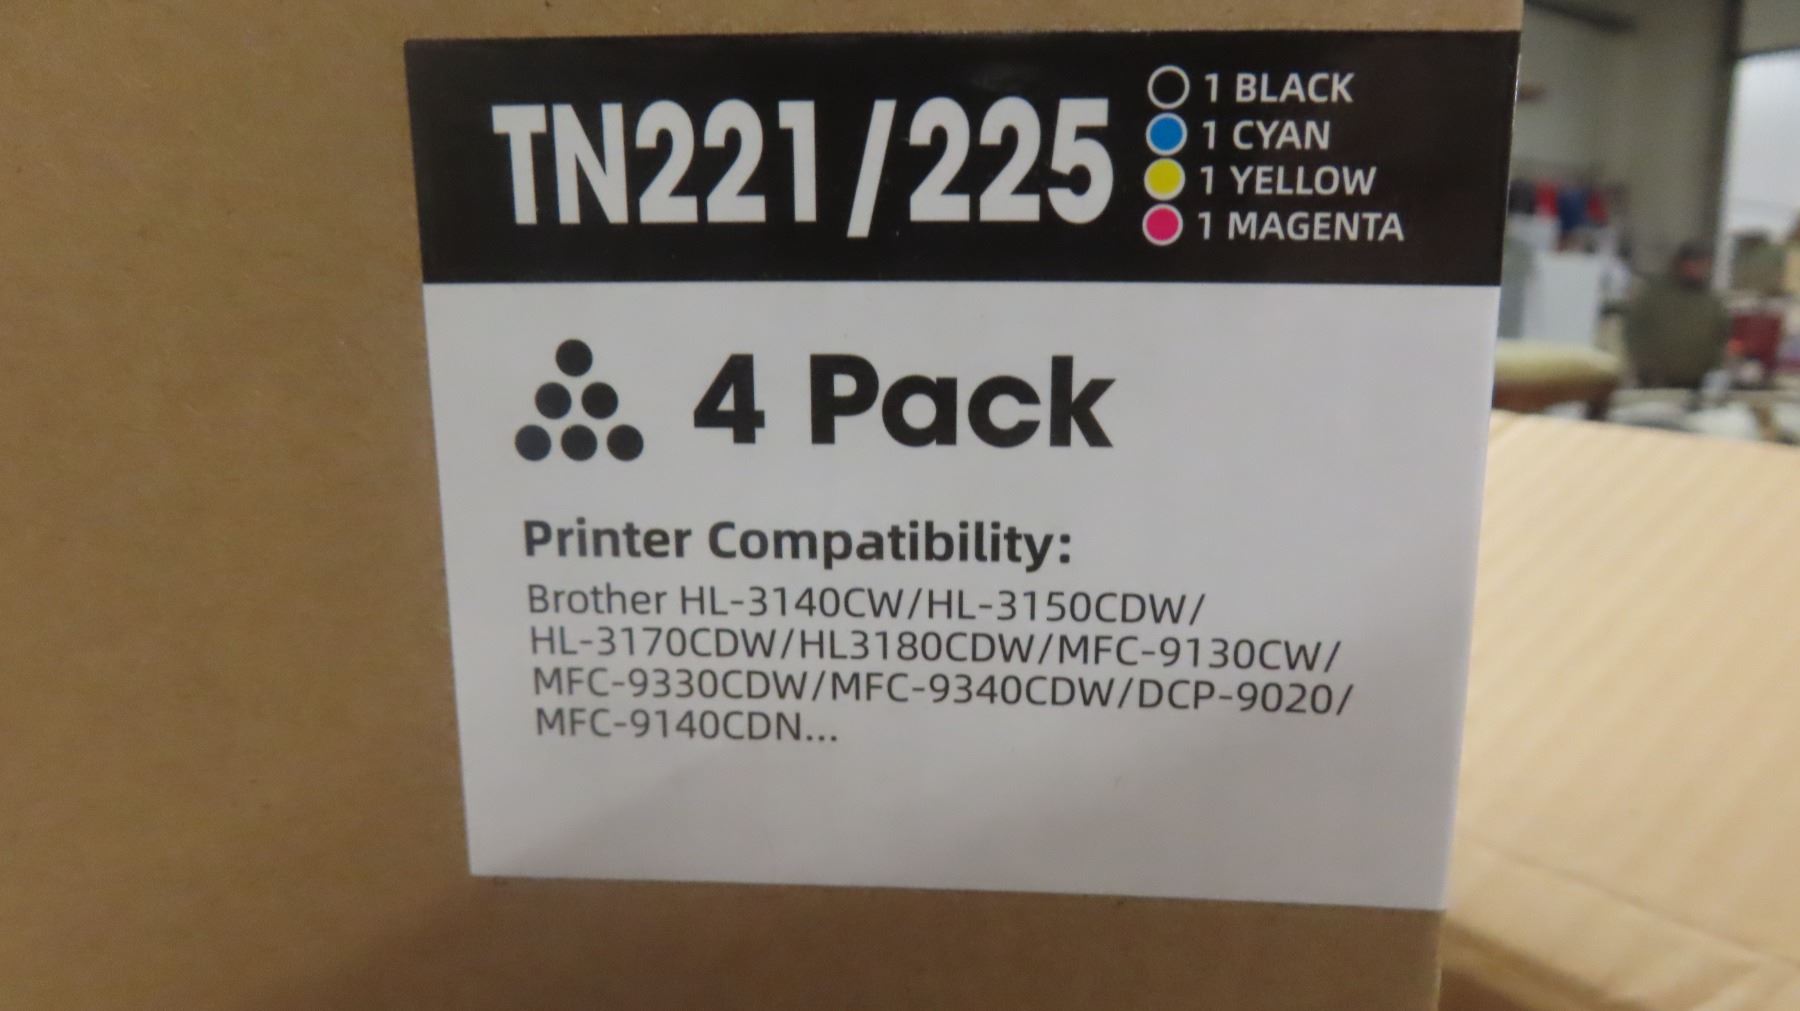 TN221/225
1 BLACK
1 CYAN
1 YELLOW
1 MAGENTA
4 Pack
Printer Compatibility:
Brother HL-3140CW/HL-3150CDW/
HL-3170CDW/HL3180CDW/MFC-9130CW/
MFC-9330CDW/MFC-9340CDW/DCP-9020/
MFC-9140CDN...